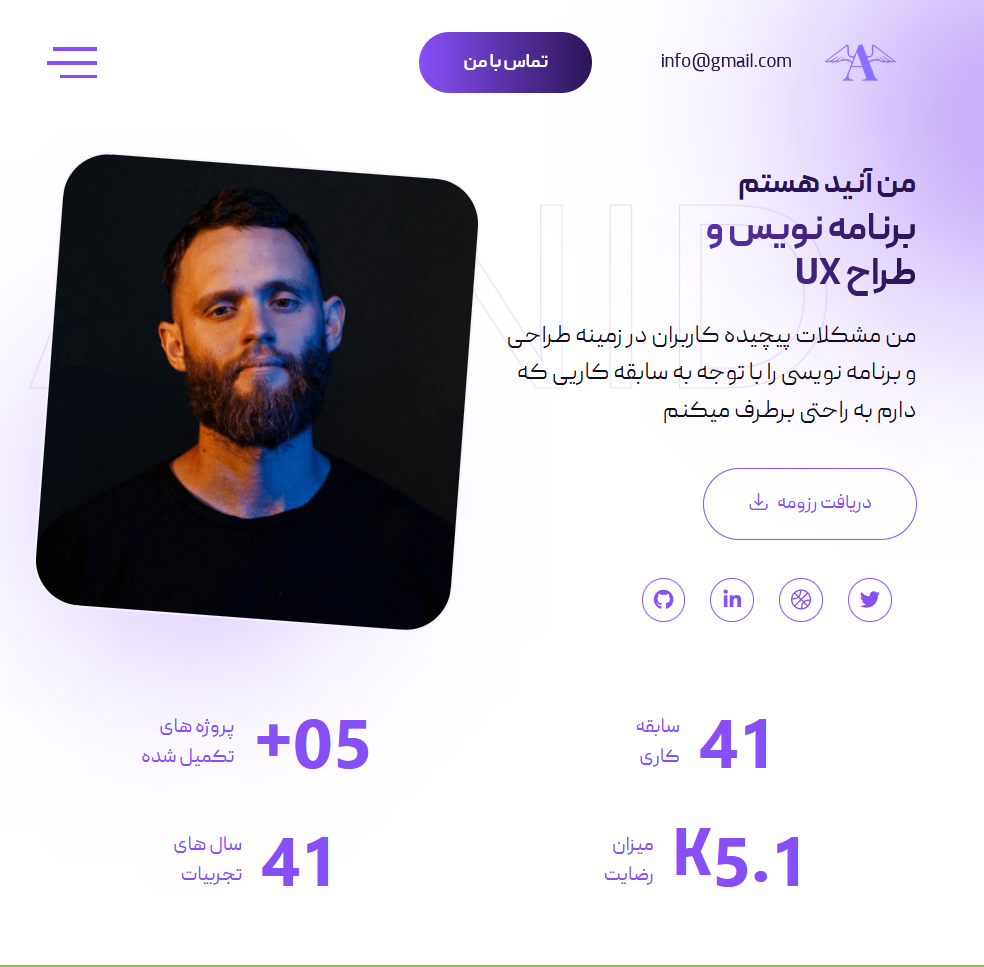 info@gmail.com
تماس با من
من آنید هستم
برنامه نویس و
طراح UX
من مشکلات پیچیده کاربران در زمینه طراحی
و برنامه نویسی را با توجه به سابقه کاریی که
دارم به راحتی برطرف میکنم
دریافت رزومه
41
سابقه
کاری
+05
پروژه های
تکمیل شده
K5.1
میزان
رضایت
41
سال های
تجربیات